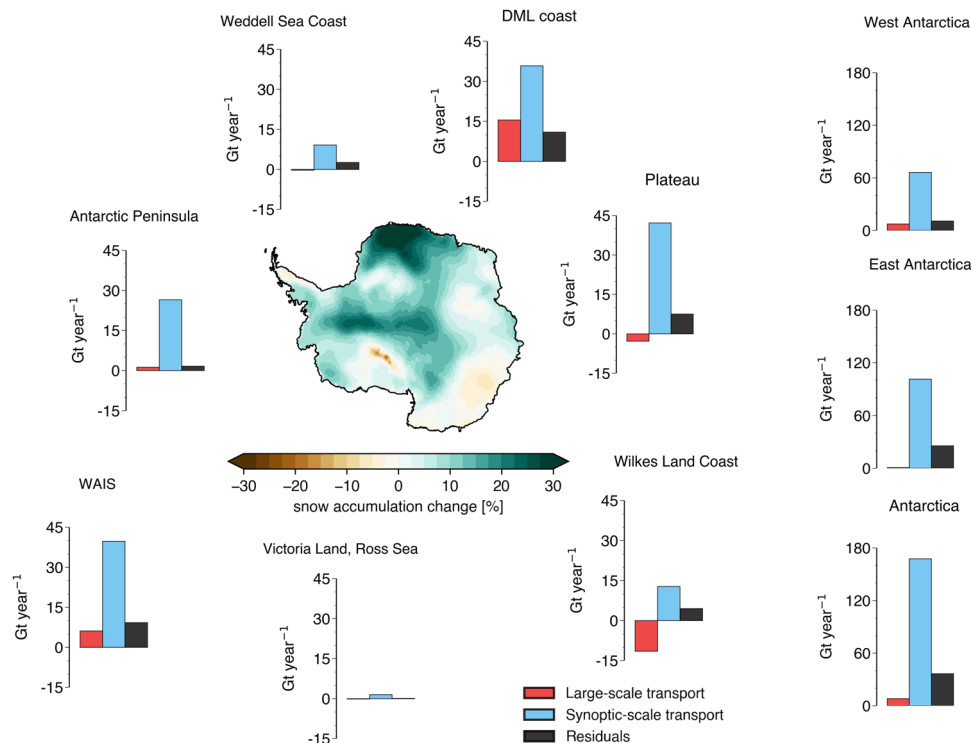 Weddell Sea Coast
45
30
15
0
-15
Gt year⁻¹
DML coast
45
30
15
0
-15
Gt year⁻¹
West Antarctica
180
120
60
0
Gt year⁻¹
Antarctic Peninsula
45
30
15
0
-15
Gt year⁻¹
Plateau
45
30
15
0
-15
Gt year⁻¹
East Antarctica
180
120
60
0
Gt year⁻¹
−30 −20 −10 0 10 20 30
snow accumulation change [%]
WAIS
45
30
15
0
-15
Gt year⁻¹
Victoria Land, Ross Sea
45
30
15
0
-15
Gt year⁻¹
Wilkes Land Coast
45
30
15
0
-15
Gt year⁻¹
Antarctica
180
120
60
0
Gt year⁻¹
Large-scale transport
Synoptic-scale transport
Residuals